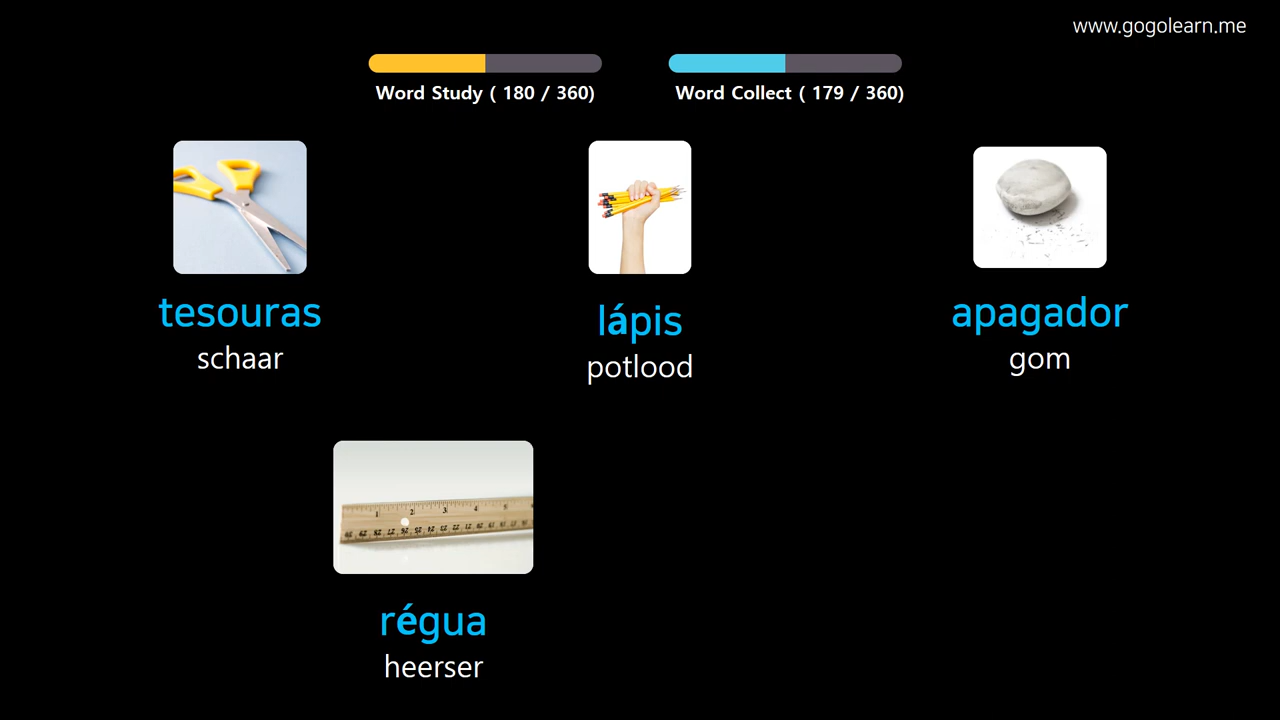 www.gogolearn.me
Word Study ( 180 / 360)
Word Collect ( 179 / 360)
tesouras
schaar
lápis
potlood
apagador
gom
régua
heerser